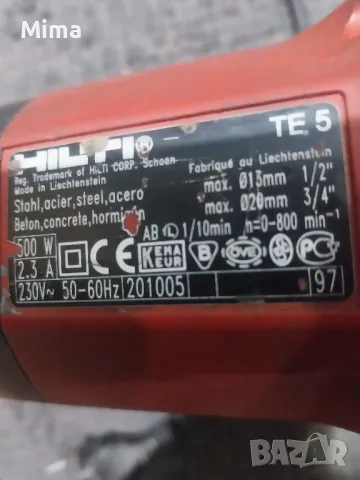 Mima
HILTI®
TE 5
Reg. Trademark of HILTI CORP. Schaan
Made in Liechtenstein
Fabriqué au Liechtenstein
Stahl,acier,steel,acero max. Ø13mm 1/2"
Beton,concrete,hormigón max. Ø20mm 3/4"
AB 1/10min n=0-800 min⁻¹
500 W
2.3 A
CE
KEMA
KEUR
B
ÖVE
S
230V~ 50-60Hz 201005 97
BAZAR